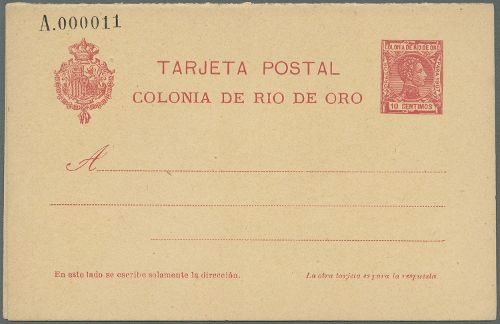 A.000011
COLONIA DE RIO DE ORO
10 CENTIMOS
TARJETA POSTAL
COLONIA DE RIO DE ORO
A
En este lado se escribe solamente la dirección.
La otra tarjeta es para la respuesta.